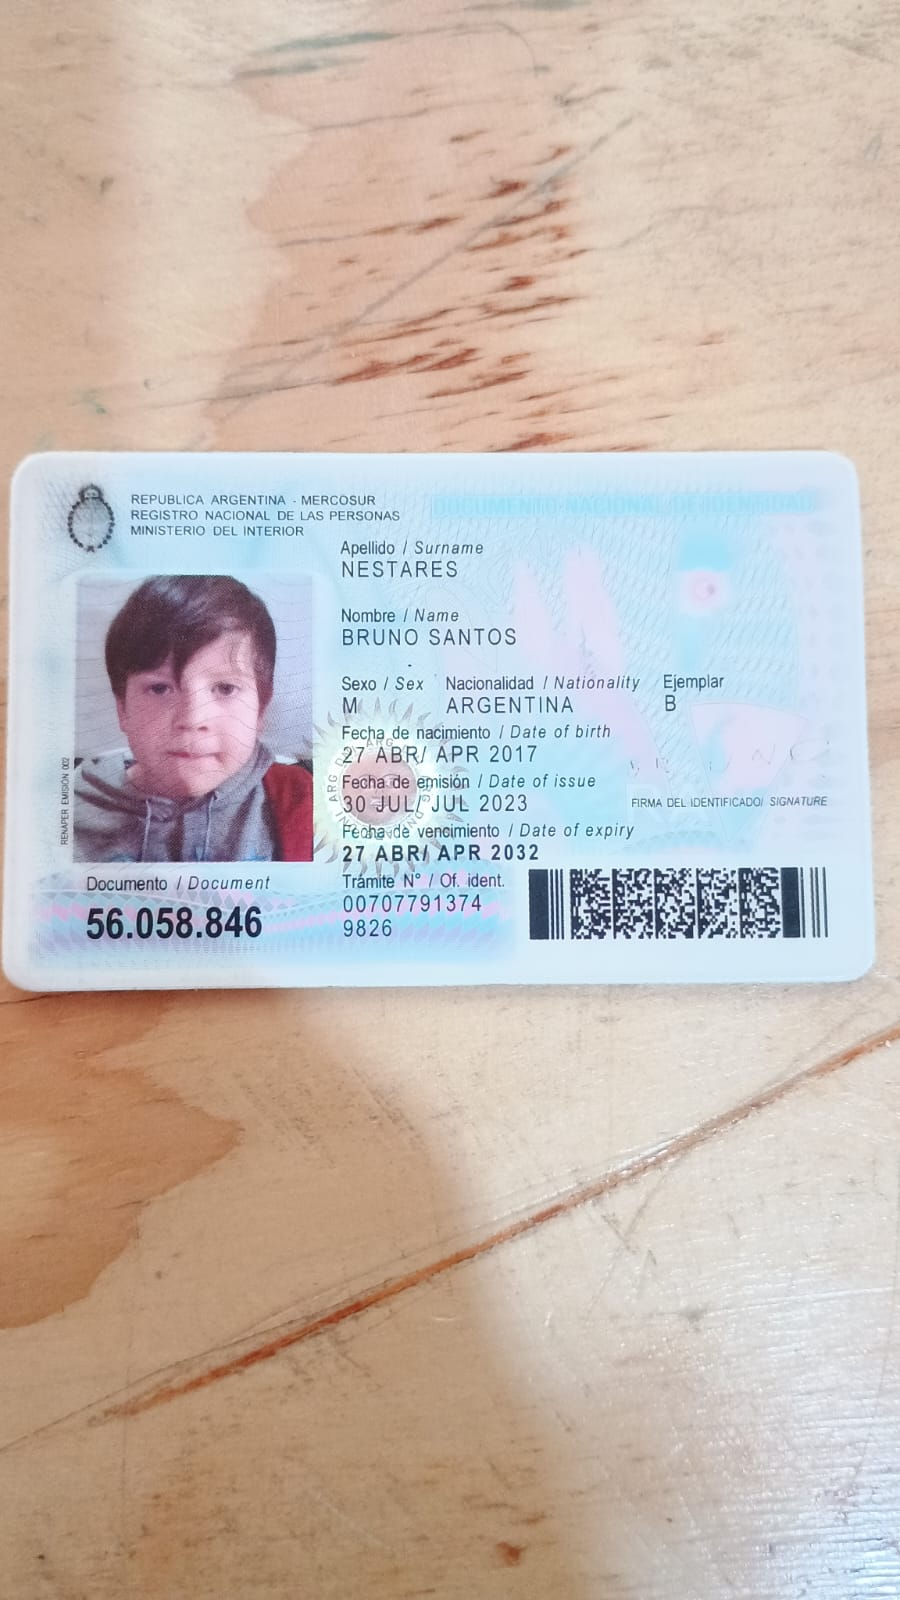 REPUBLICA ARGENTINA - MERCOSUR
REGISTRO NACIONAL DE LAS PERSONAS
MINISTERIO DEL INTERIOR
DOCUMENTO NACIONAL DE IDENTIDAD
Apellido / Surname
NESTARES
Nombre / Name
BRUNO SANTOS
Sexo / Sex Nacionalidad / Nationality Ejemplar
M ARGENTINA B
Fecha de nacimiento / Date of birth
27 ABR/ APR 2017
Fecha de emisión / Date of issue
30 JUL/ JUL 2023
FIRMA DEL IDENTIFICADO/ SIGNATURE
Fecha de vencimiento / Date of expiry
27 ABR/ APR 2032
RENAPER EMISIÓN 002
Documento / Document
56.058.846
Trámite N° / Of. ident.
00707791374
9826